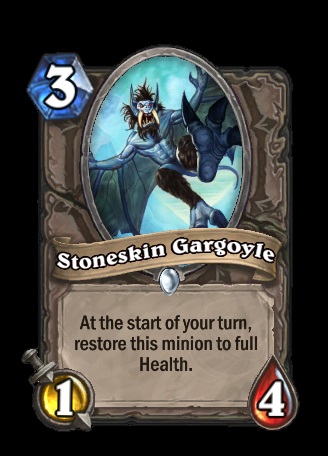 3
Stoneskin Gargoyle
At the start of your turn,
restore this minion to full
Health.
1
4